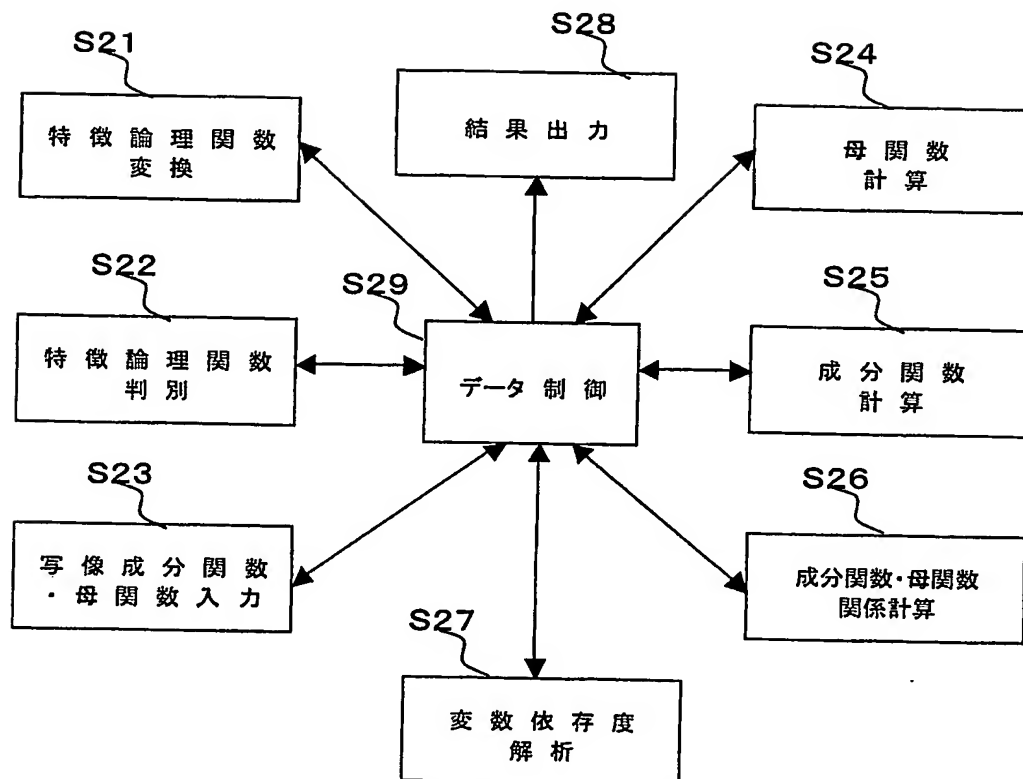 S21
特徴論理関数
変換
S28
結果出力
S24
母関数
計算
S22
特徴論理関数
判別
S29
データ制御
S25
成分関数
計算
S23
写像成分関数
・母関数入力
S27
変数依存度
解析
S26
成分関数・母関数
関係計算